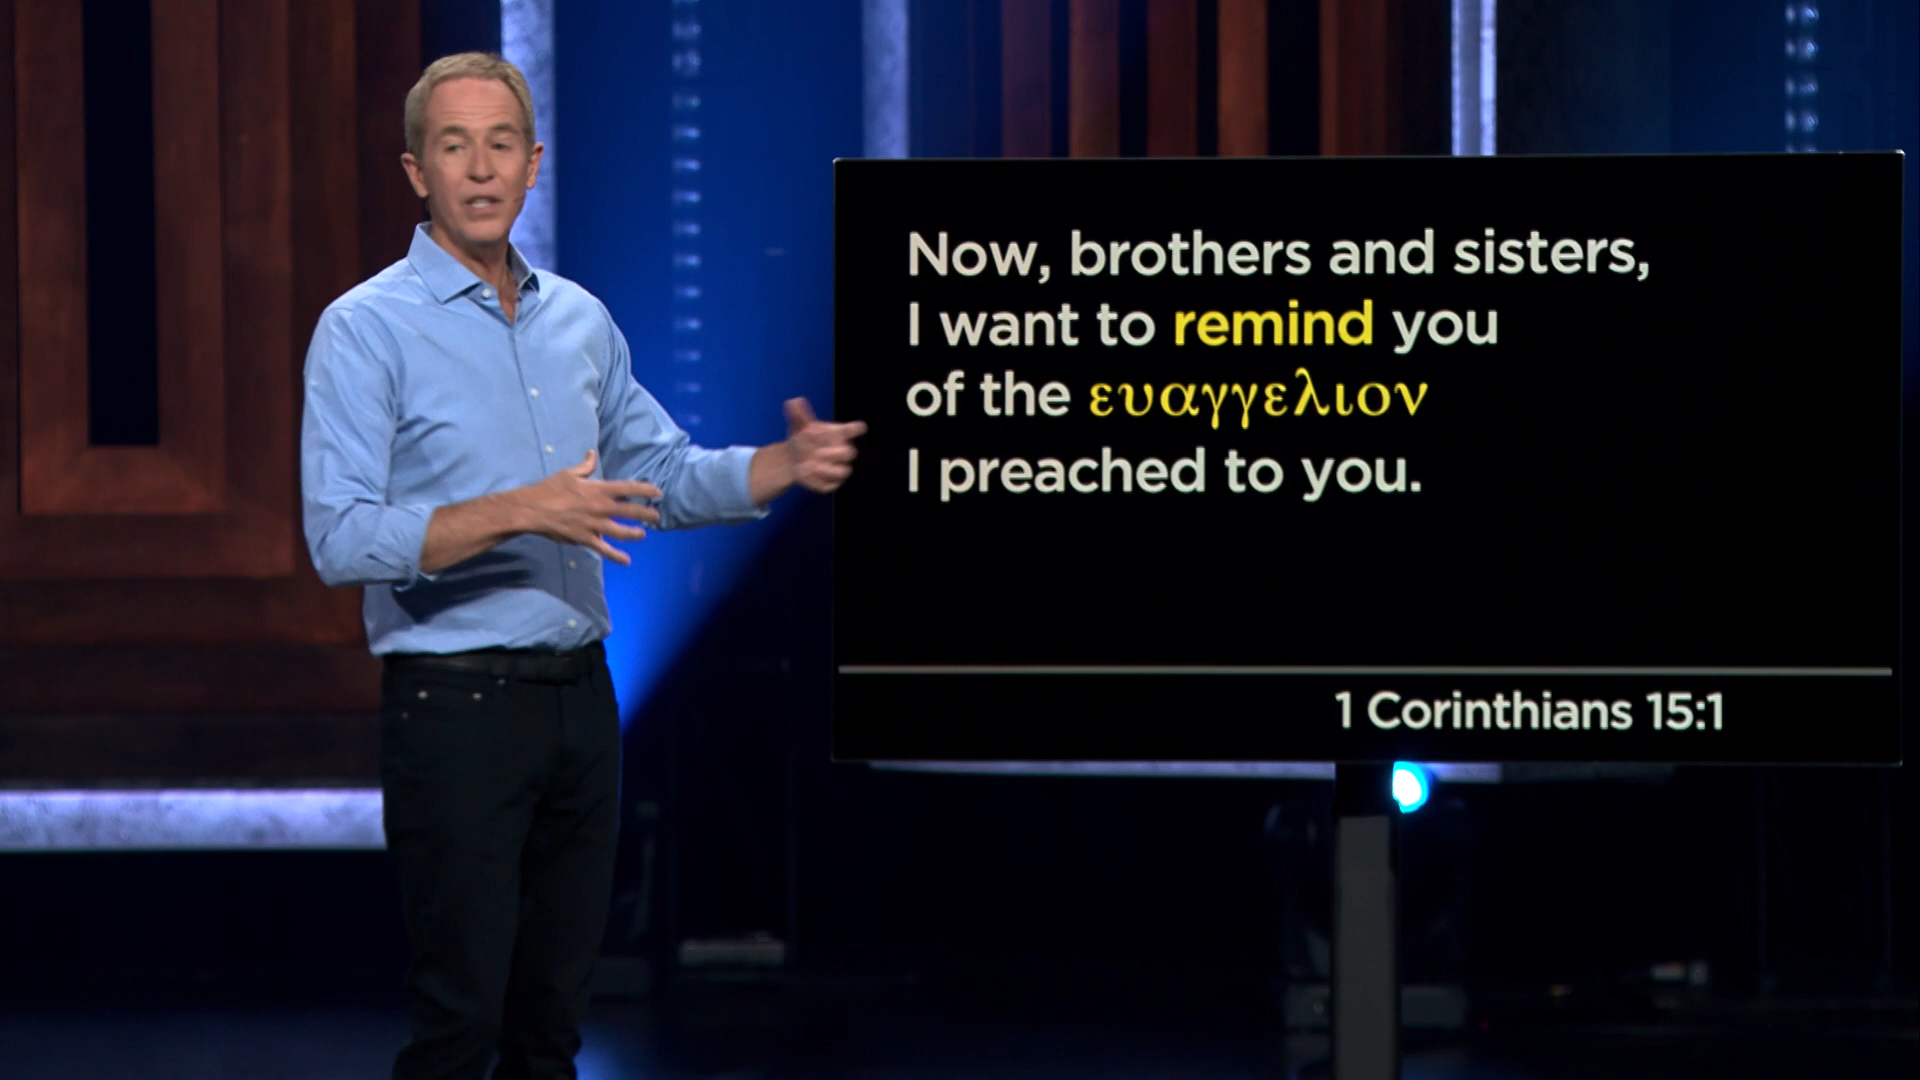 Now, brothers and sisters,
I want to remind you
of the ευαγγελιον
I preached to you.
1 Corinthians 15:1